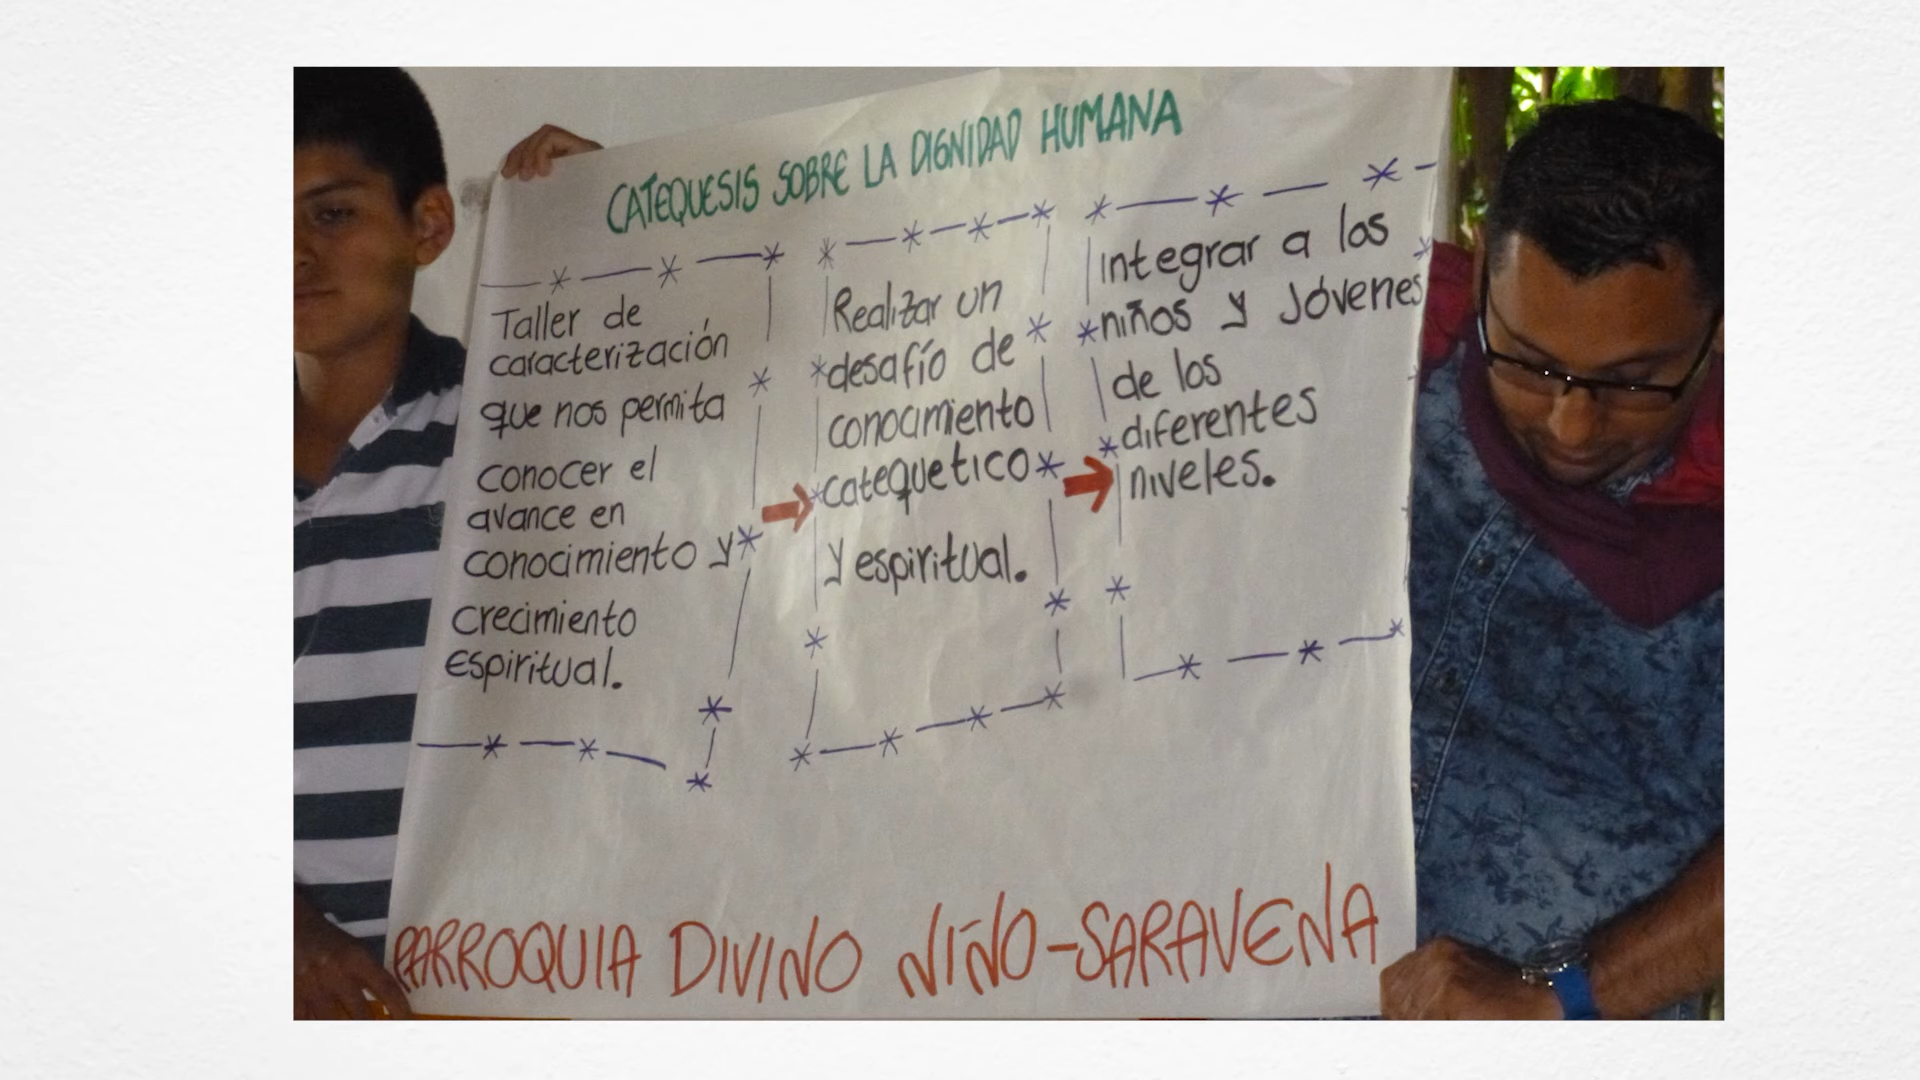 CATEQUESIS SOBRE LA DIGNIDAD HUMANA
Taller de
caracterización
que nos permita
conocer el
avance en
conocimiento y
crecimiento
Espiritual.
Realizar un
desafío de
conocimiento
catequetico
y espiritual.
integrar a los
niños y jóvenes
de los
diferentes
niveles.
PARROQUIA DIVINO NIÑO-SARAVENA